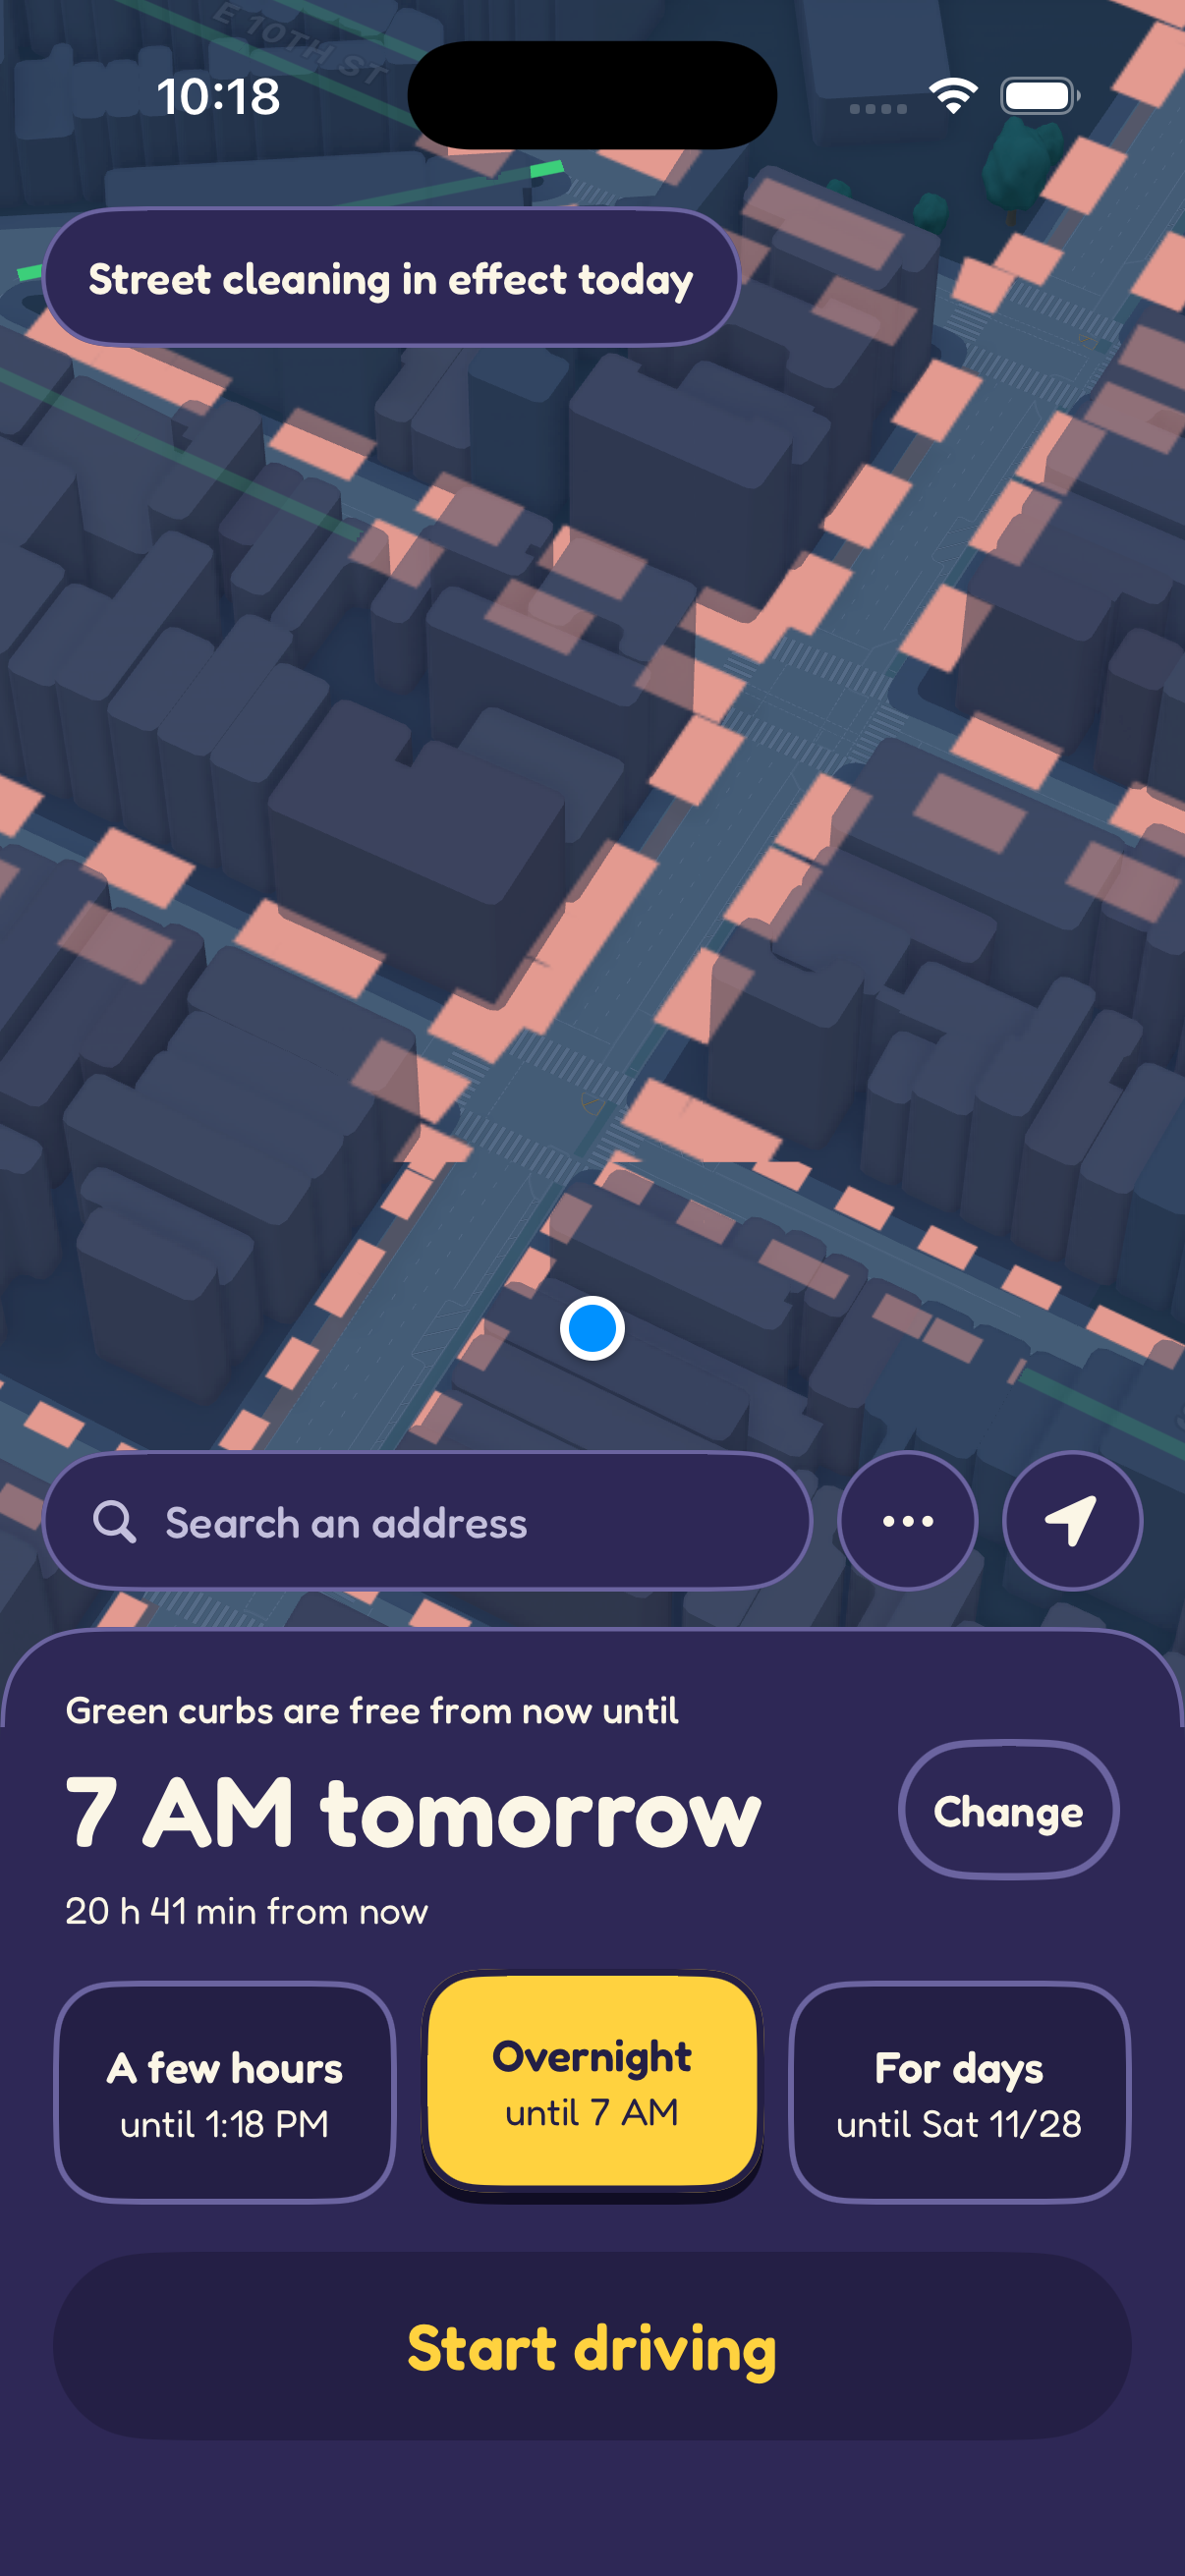 E 10TH ST
10:18
Street cleaning in effect today
Search an address
Green curbs are free from now until
7 AM tomorrow
Change
20 h 41 min from now
A few hours
until 1:18 PM
Overnight
until 7 AM
For days
until Sat 11/28
Start driving